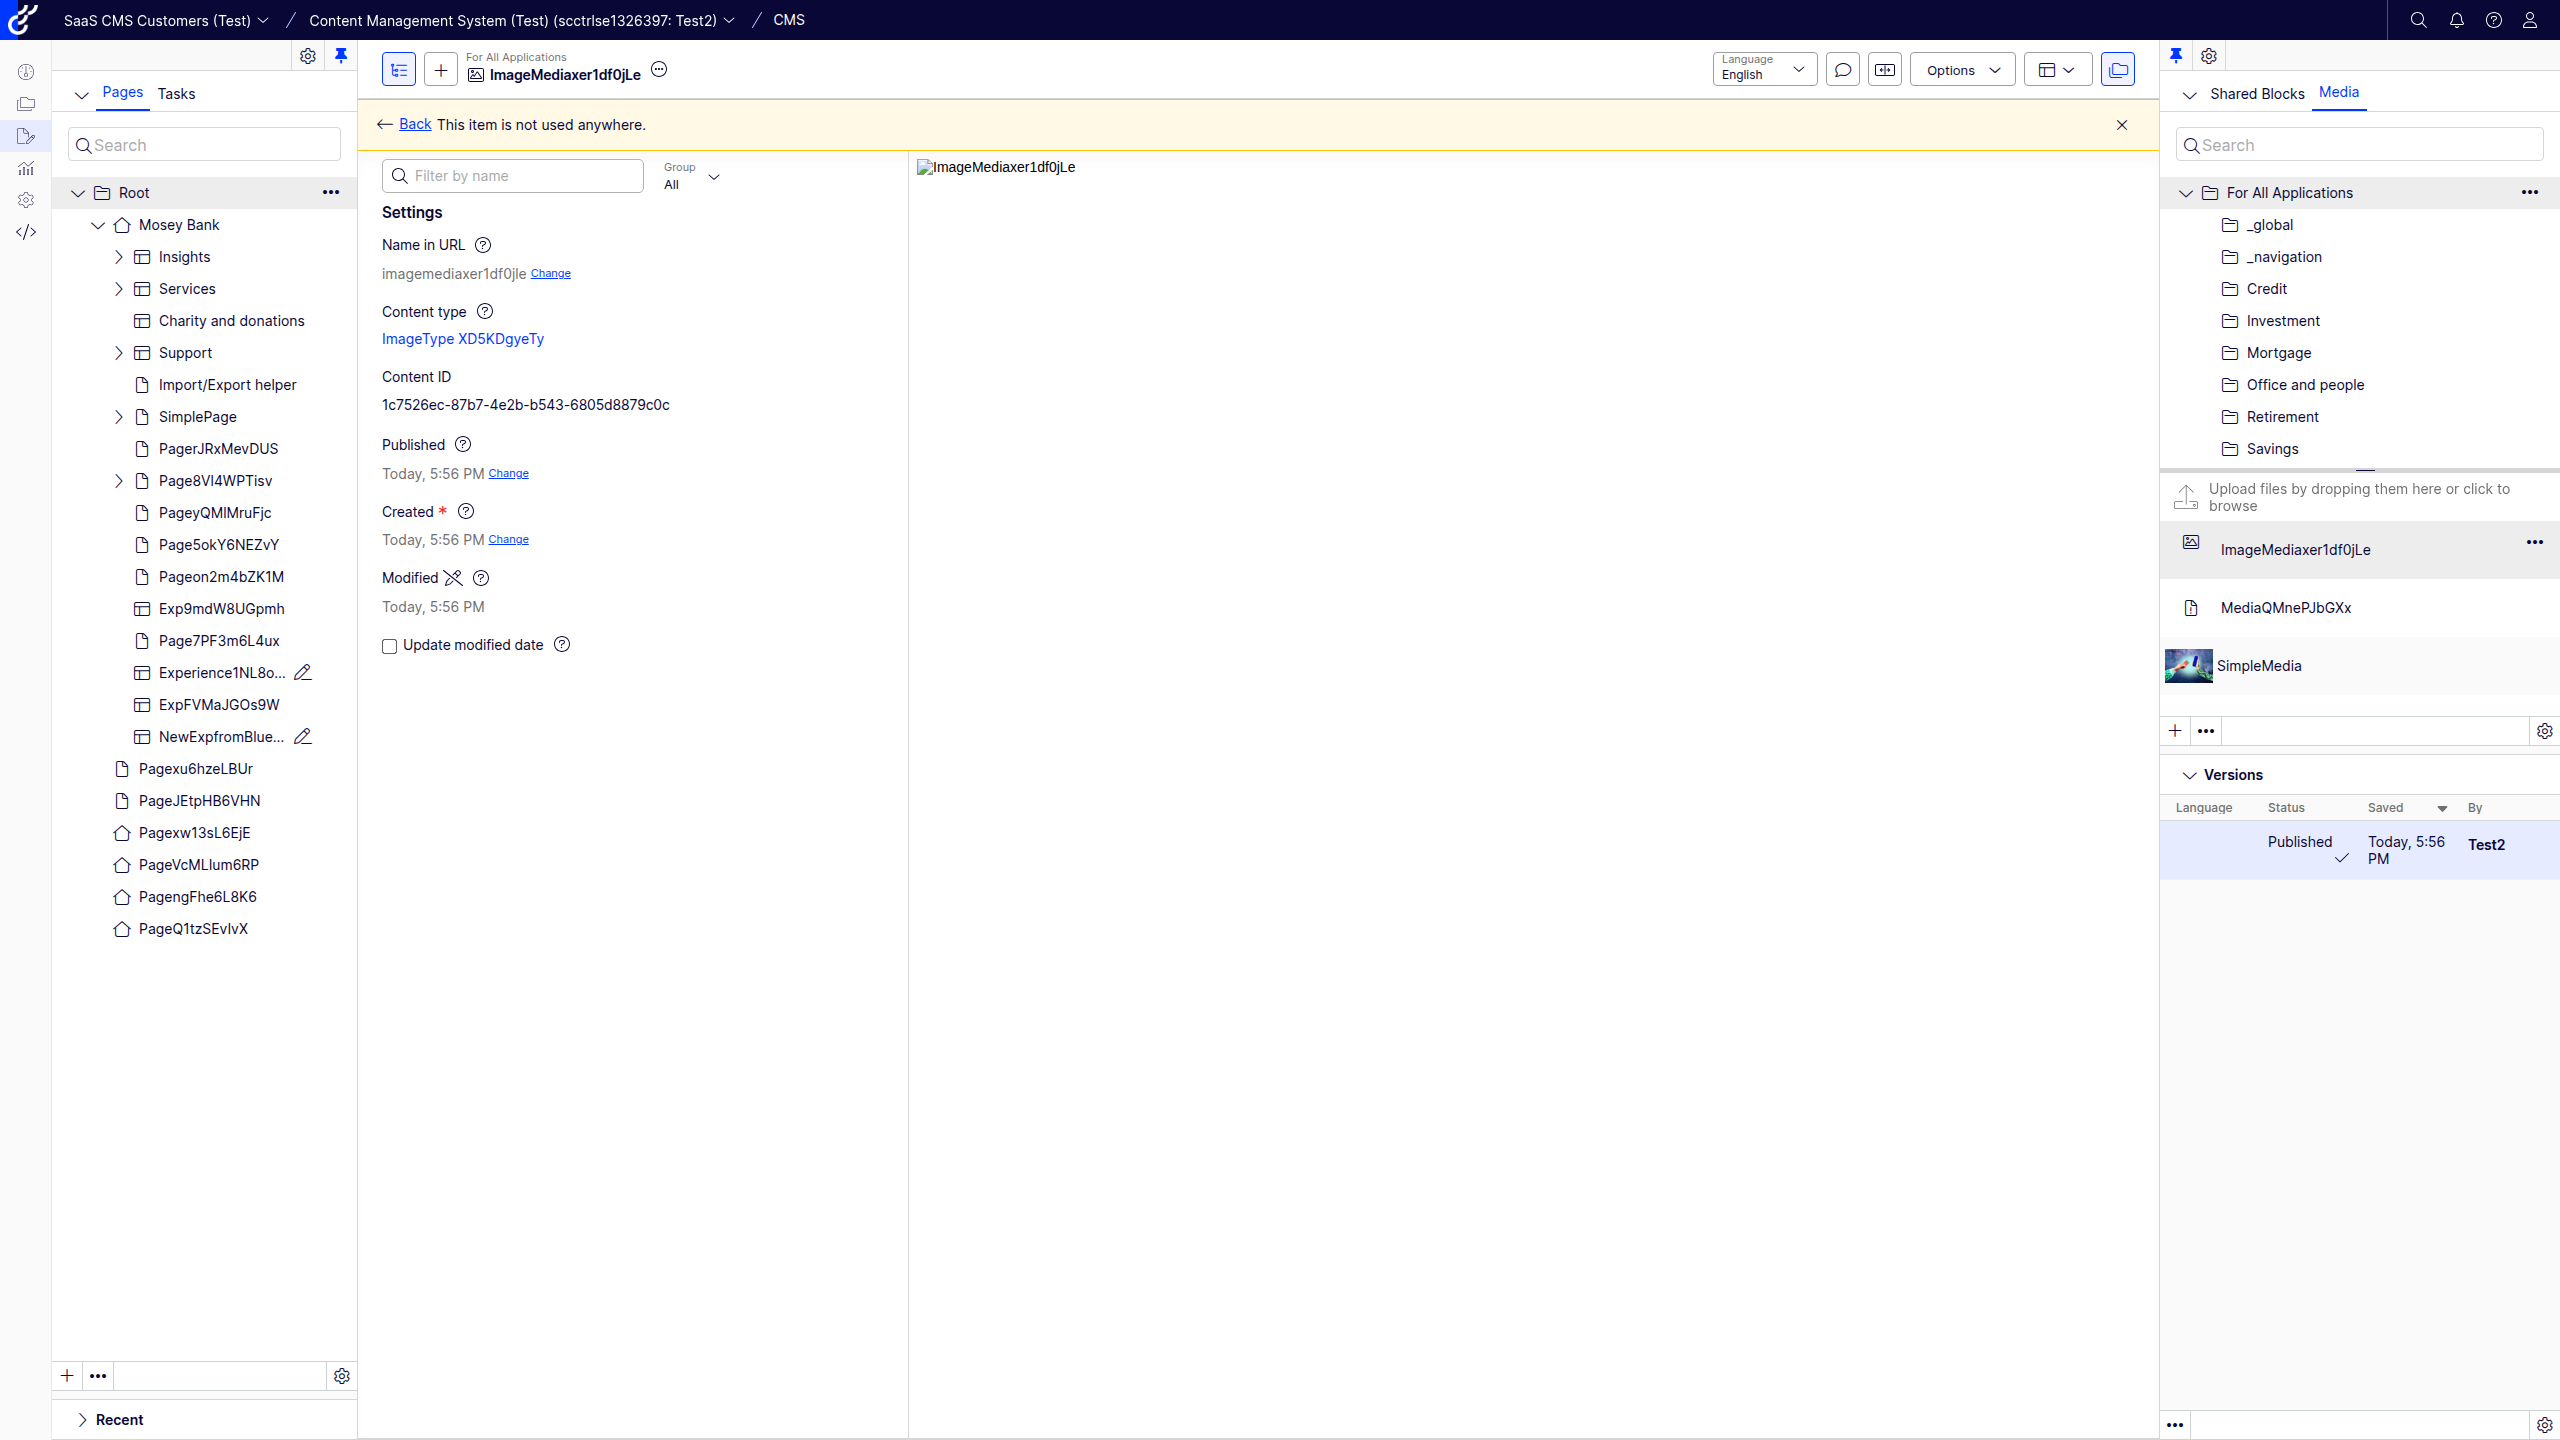 SaaS CMS Customers (Test) / Content Management System (Test) (scctrlse1326397: Test2) / CMS
Pages Tasks
Search
Root
Mosey Bank
Insights
Services
Charity and donations
Support
Import/Export helper
SimplePage
PagerJRxMevDUS
Page8VI4WPTisv
PageyQMIMruFjc
Page5okY6NEZvY
Pageon2m4bZK1M
Exp9mdW8UGpmh
Page7PF3m6L4ux
Experience1NL8o...
ExpFVMaJGOs9W
NewExpfromBlue...
Pagexu6hzeLBUr
PageJEtpHB6VHN
Pagexw13sL6EjE
PageVcMLIum6RP
PagengFhe6L8K6
PageQ1tzSEvIvX
Recent
For All Applications
ImageMediaxer1df0jLe
Language
English
Options
Back This item is not used anywhere.
Filter by name
Group
All
Settings
Name in URL
imagemediaxer1df0jle Change
Content type
ImageType XD5KDgyeTy
Content ID
1c7526ec-87b7-4e2b-b543-6805d8879c0c
Published
Today, 5:56 PM Change
Created *
Today, 5:56 PM Change
Modified
Today, 5:56 PM
Update modified date
ImageMediaxer1df0jLe
Shared Blocks Media
Search
For All Applications
_global
_navigation
Credit
Investment
Mortgage
Office and people
Retirement
Savings
Upload files by dropping them here or click to
browse
ImageMediaxer1df0jLe
MediaQMnePJbGXx
SimpleMedia
Versions
Language Status Saved By
Published Today, 5:56 Test2
PM